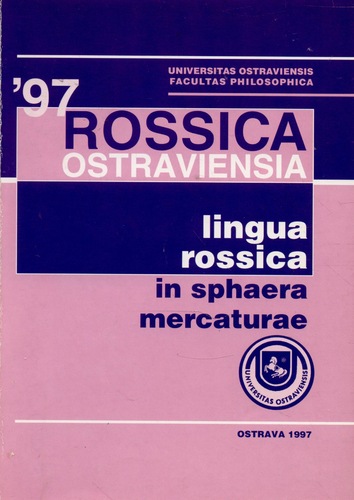 UNIVERSITAS OSTRAVIENSIS
FACULTAS PHILOSOPHICA
'97
ROSSICA
OSTRAVIENSIA
lingua
rossica
in sphaera
mercaturae
UNIVERSITAS OSTRAVIENSIS
OSTRAVA 1997